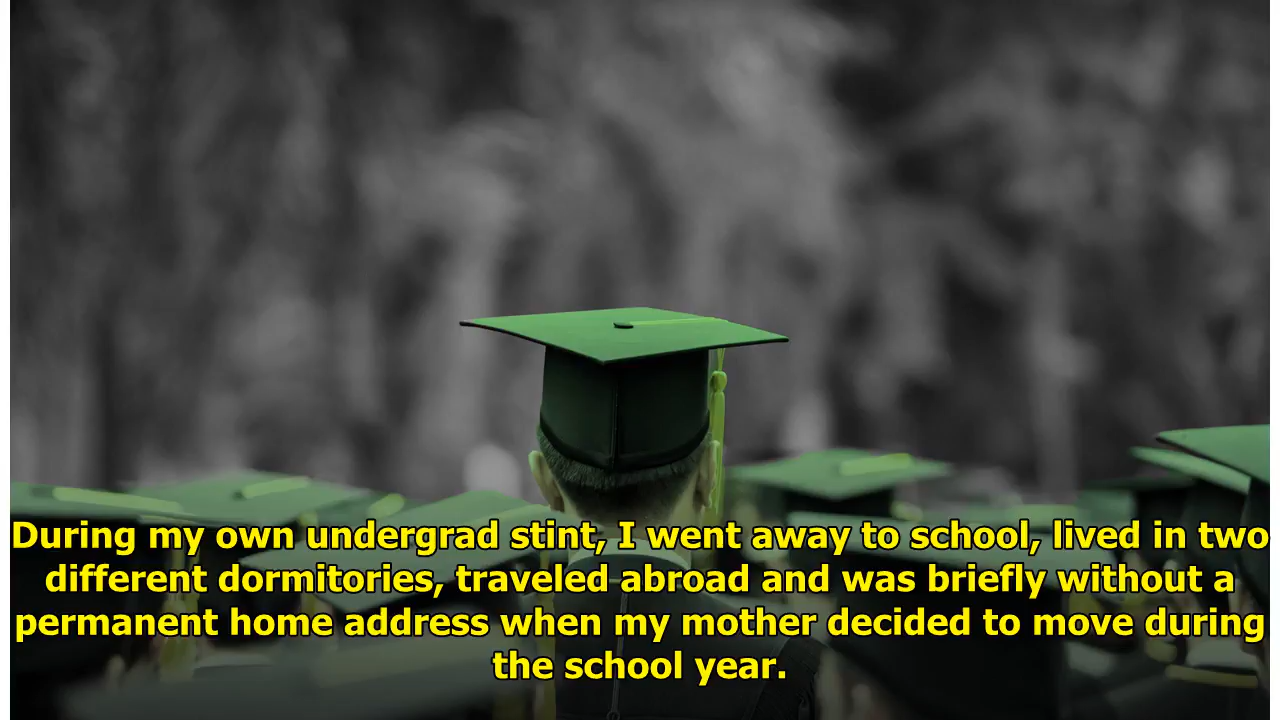 During my own undergrad stint, I went away to school, lived in two
different dormitories, traveled abroad and was briefly without a
permanent home address when my mother decided to move during
the school year.